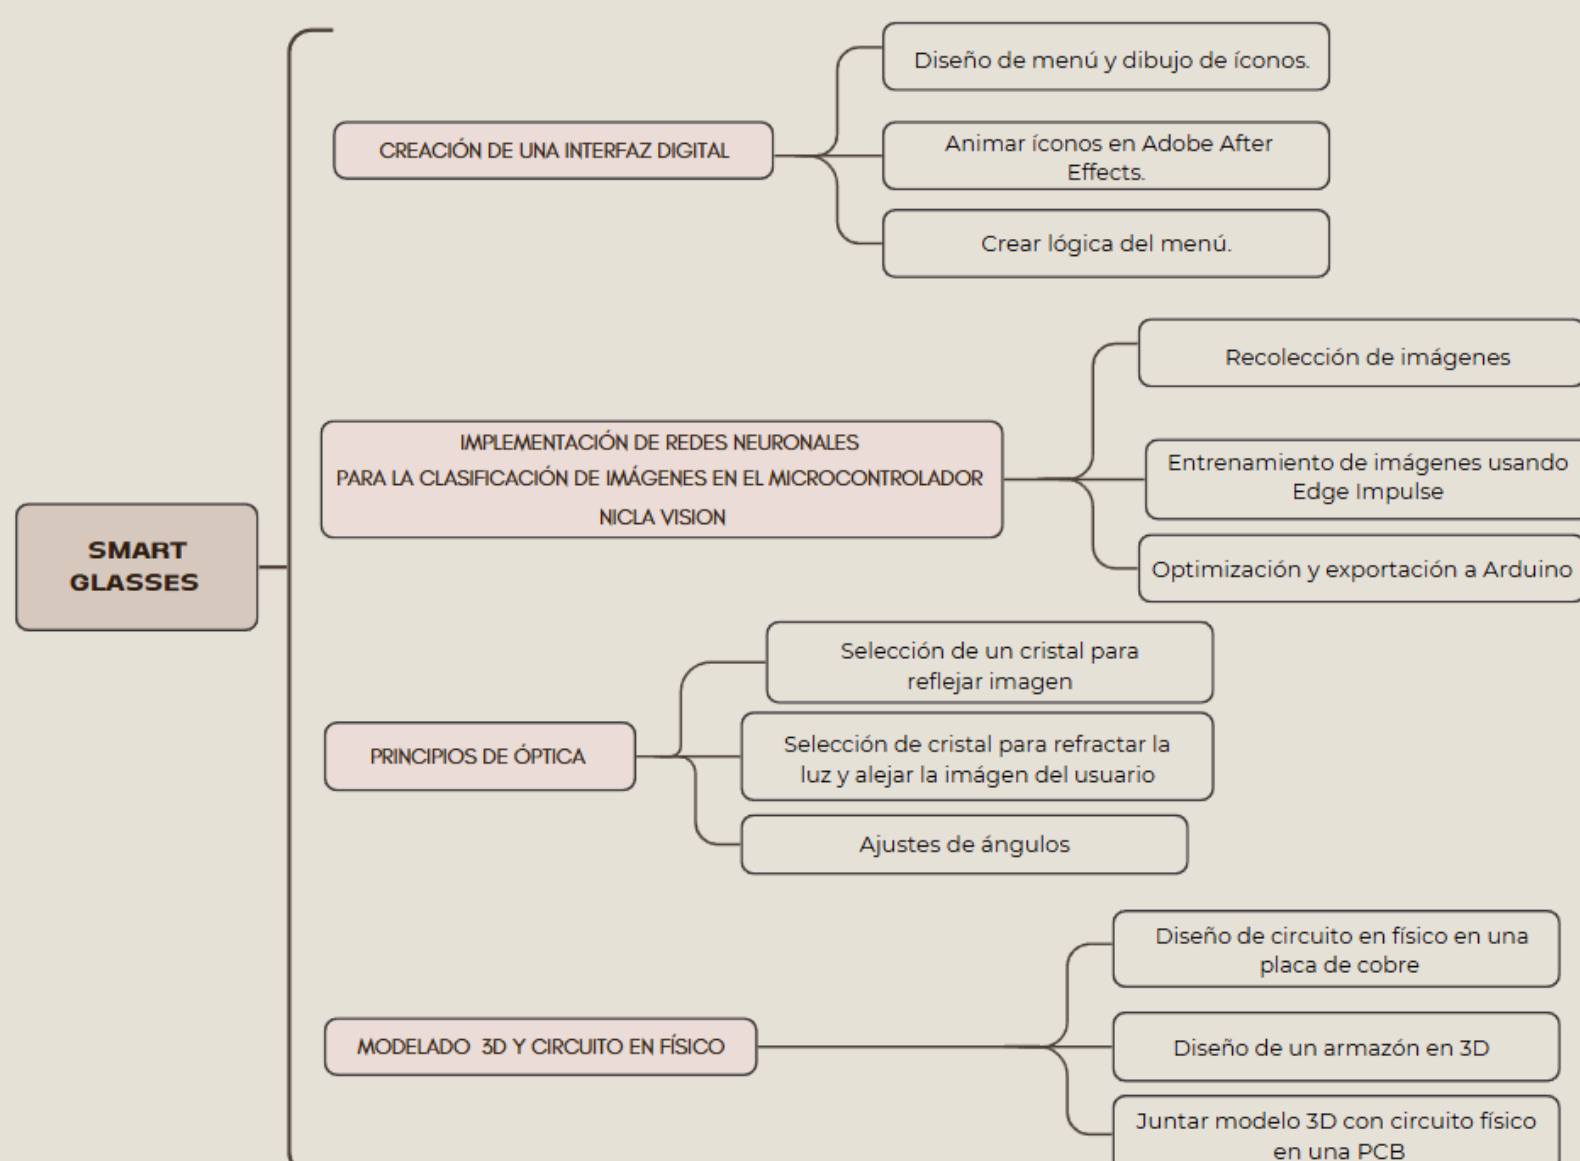 SMART
GLASSES
CREACIÓN DE UNA INTERFAZ DIGITAL
Diseño de menú y dibujo de íconos.
Animar íconos en Adobe After
Effects.
Crear lógica del menú.
IMPLEMENTACIÓN DE REDES NEURONALES
PARA LA CLASIFICACIÓN DE IMÁGENES EN EL MICROCONTROLADOR
NICLA VISION
Recolección de imágenes
Entrenamiento de imágenes usando
Edge Impulse
Optimización y exportación a Arduino
PRINCIPIOS DE ÓPTICA
Selección de un cristal para
reflejar imagen
Selección de cristal para refractar la
luz y alejar la imágen del usuario
Ajustes de ángulos
MODELADO 3D Y CIRCUITO EN FÍSICO
Diseño de circuito en físico en una
placa de cobre
Diseño de un armazón en 3D
Juntar modelo 3D con circuito físico
en una PCB